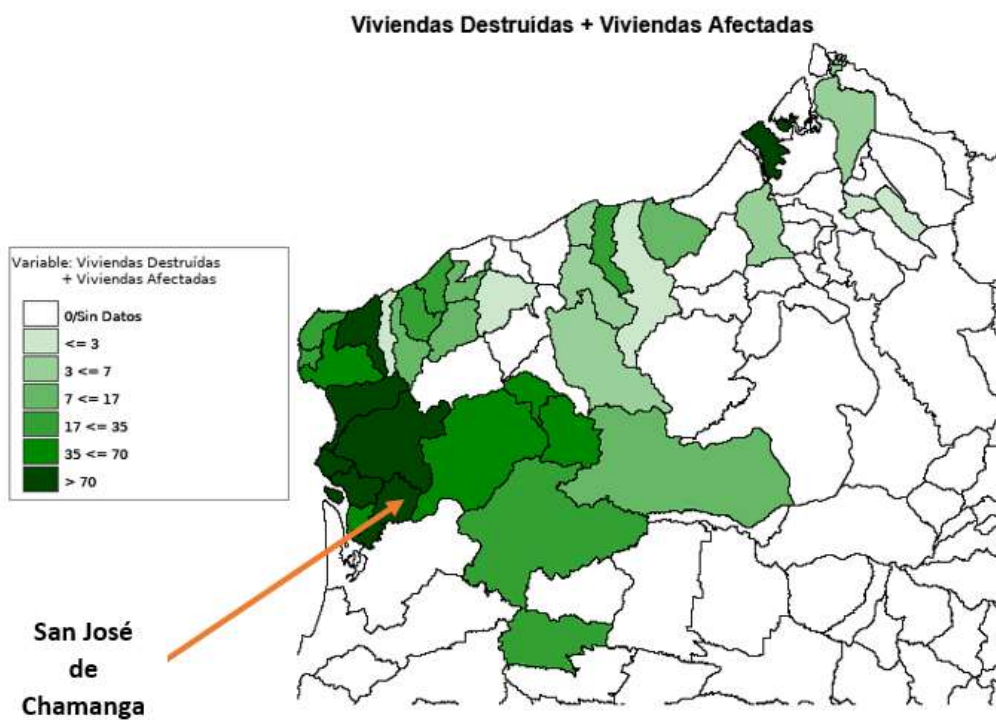 Viviendas Destruídas + Viviendas Afectadas
Variable: Viviendas Destruídas
+ Viviendas Afectadas
0/Sin Datos
<= 3
3 <= 7
7 <= 17
17 <= 35
35 <= 70
> 70
San José
de
Chamanga